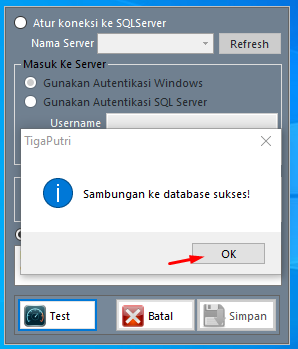 Atur koneksi ke SQLServer
Nama Server
Refresh
Masuk Ke Server
Gunakan Autentikasi Windows
Gunakan Autentikasi SQL Server
Username
TigaPutri
Sambungan ke database sukses!
OK
Test
Batal
Simpan